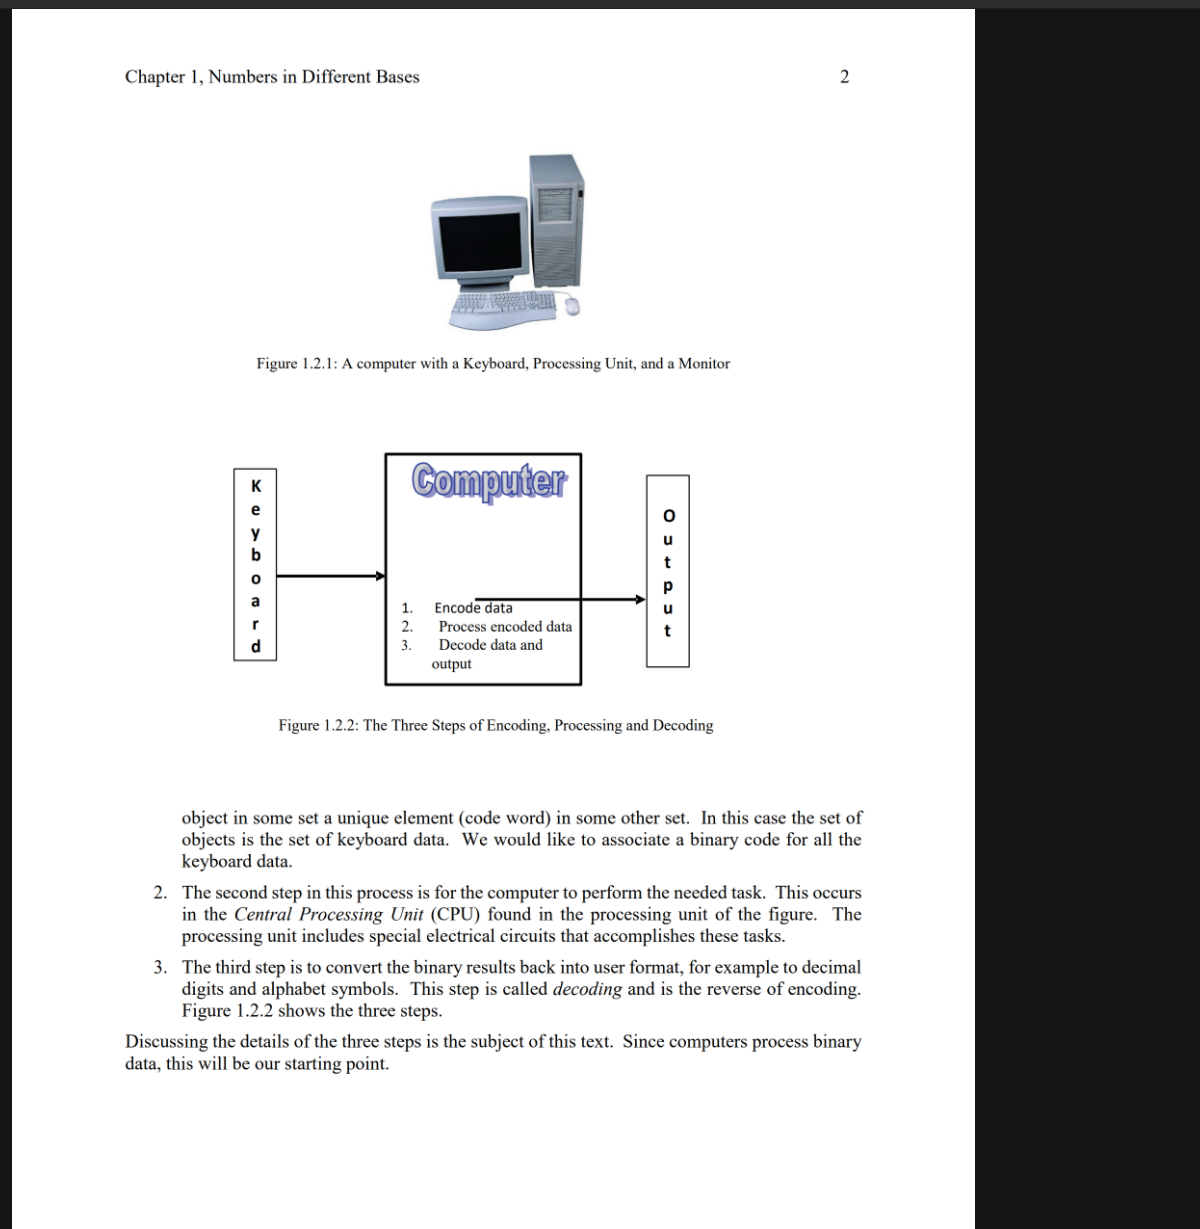 Chapter 1, Numbers in Different Bases 2
Figure 1.2.1: A computer with a Keyboard, Processing Unit, and a Monitor
Keyboard
Computer
1. Encode data
2. Process encoded data
3. Decode data and
output
Output
Figure 1.2.2: The Three Steps of Encoding, Processing and Decoding
object in some set a unique element (code word) in some other set. In this case the set of
objects is the set of keyboard data. We would like to associate a binary code for all the
keyboard data.
2. The second step in this process is for the computer to perform the needed task. This occurs
in the Central Processing Unit (CPU) found in the processing unit of the figure. The
processing unit includes special electrical circuits that accomplishes these tasks.
3. The third step is to convert the binary results back into user format, for example to decimal
digits and alphabet symbols. This step is called decoding and is the reverse of encoding.
Figure 1.2.2 shows the three steps.
Discussing the details of the three steps is the subject of this text. Since computers process binary
data, this will be our starting point.